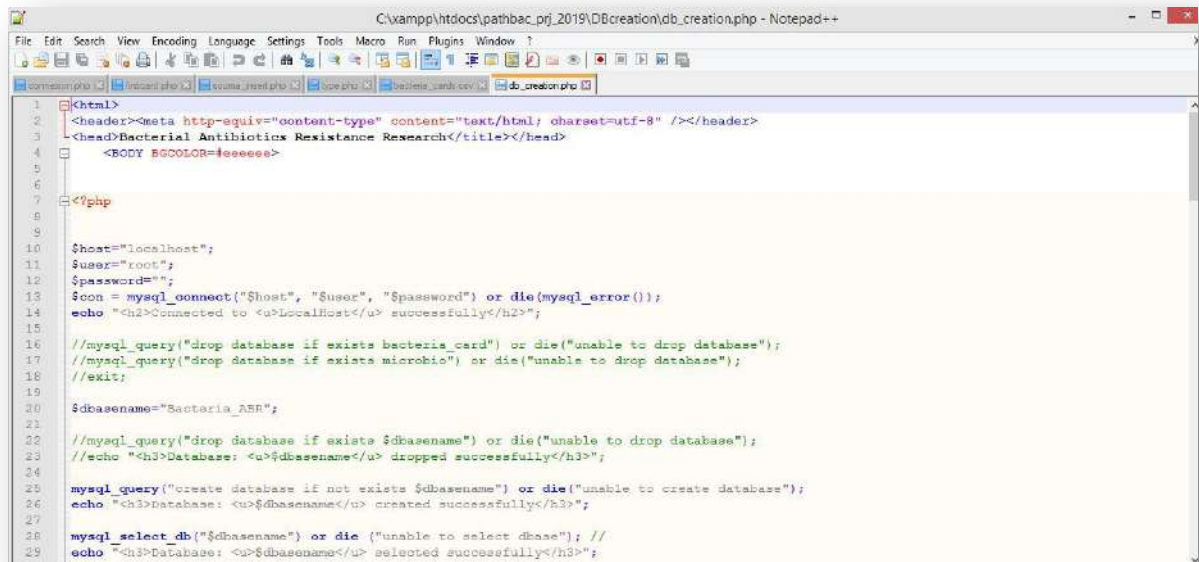 C:\xampp\htdocs\pathbac_prj_2019\DBcreation\db_creation.php - Notepad++
File Edit Search View Encoding Language Settings Tools Macro Run Plugins Window ?
type.php bacteria_cards.csv db_creation.php
1 <html>
2 <header><meta http-equiv="content-type" content="text/html; charset=utf-8" /></header>
3 <head>Bacterial Antibiotics Resistance Research</title></head>
4 <BODY BGCOLOR=#eeeeee>
5
6
7 <?php
8
9
10 $host="localhost";
11 $user="root";
12 $password="";
13 $con = mysql_connect("$host", "$user", "$password") or die(mysql_error());
14 echo "<h2>Connected to <u>LocalHost</u> successfully</h2>";
15
16 //mysql_query("drop database if exists bacteria_card") or die("unable to drop database");
17 //mysql_query("drop database if exists microbio") or die("unable to drop database");
18 //exit;
19
20 $dbasename="Bacteria_ABR";
21
22 //mysql_query("drop database if exists $dbasename") or die("unable to drop database");
23 //echo "<h3>Database: <u>$dbasename</u> dropped successfully</h3>";
24
25 mysql_query("create database if not exists $dbasename") or die("unable to create database");
26 echo "<h3>Database: <u>$dbasename</u> created successfully</h3>";
27
28 mysql_select_db("$dbasename") or die ("unable to select dbase"); //
29 echo "<h3>Database: <u>$dbasename</u> selected successfully</h3>";